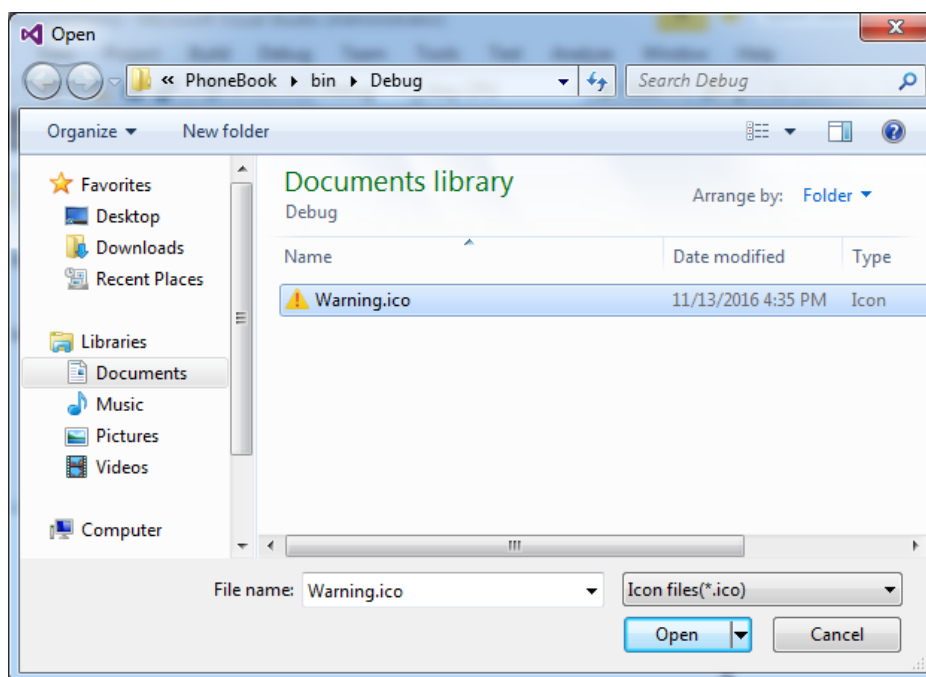 Open
« PhoneBook ▸ bin ▸ Debug
Search Debug
Organize
New folder
Favorites
Desktop
Downloads
Recent Places
Libraries
Documents
Music
Pictures
Videos
Computer
Documents library
Debug
Arrange by: Folder
Name
Date modified
Type
Warning.ico
11/13/2016 4:35 PM
Icon
File name: Warning.ico
Icon files(*.ico)
Open
Cancel